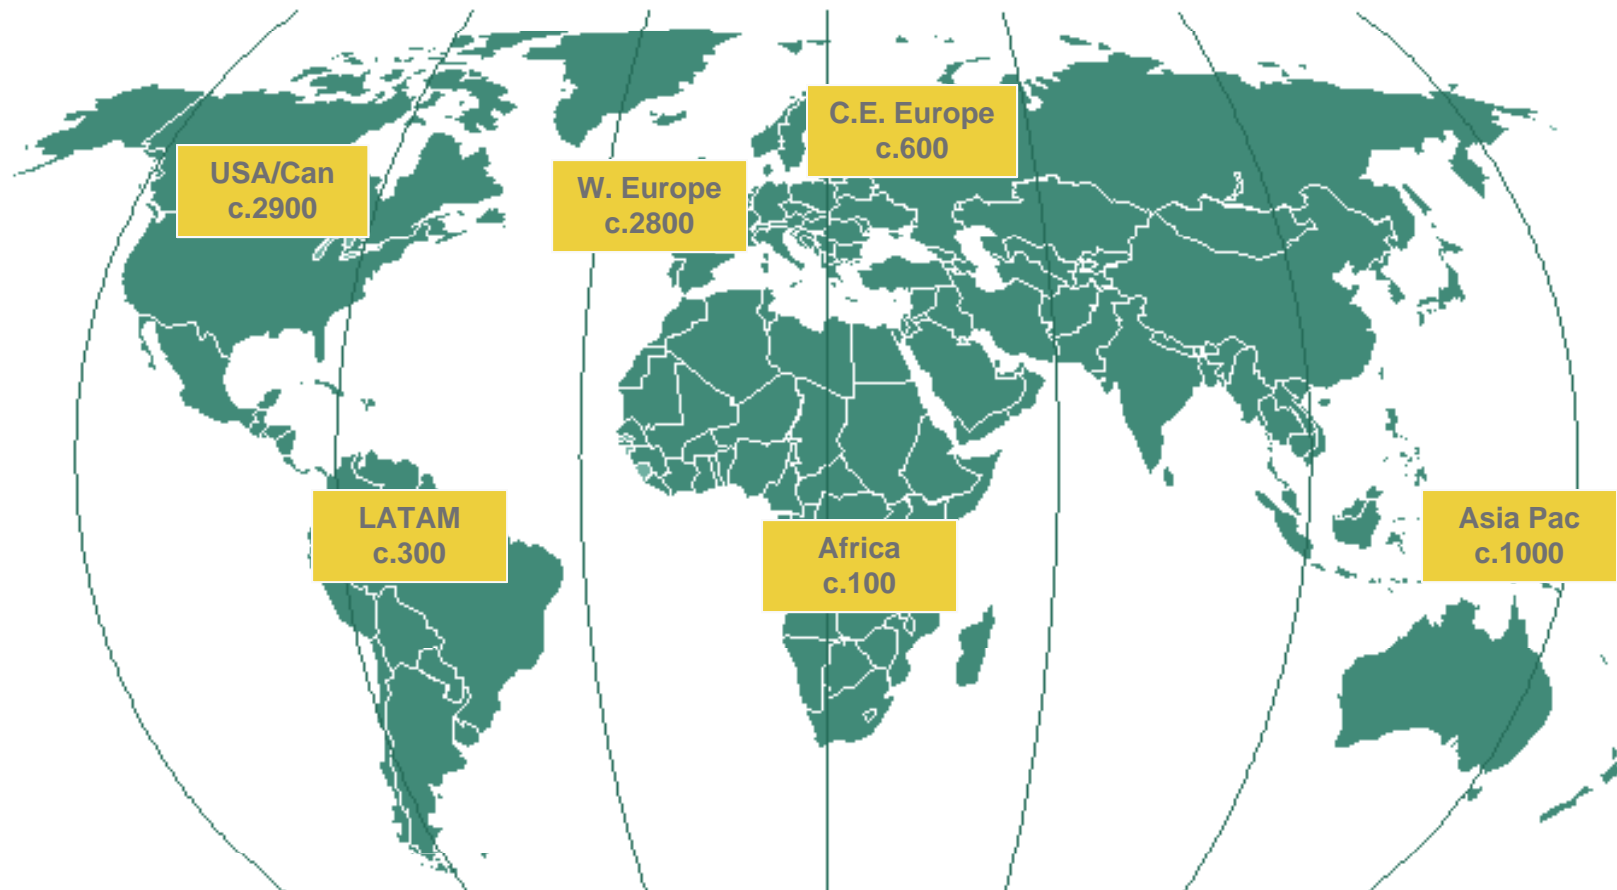 C.E. Europe
c.600
USA/Can
c.2900
W. Europe
c.2800
LATAM
c.300
Africa
c.100
Asia Pac
c.1000